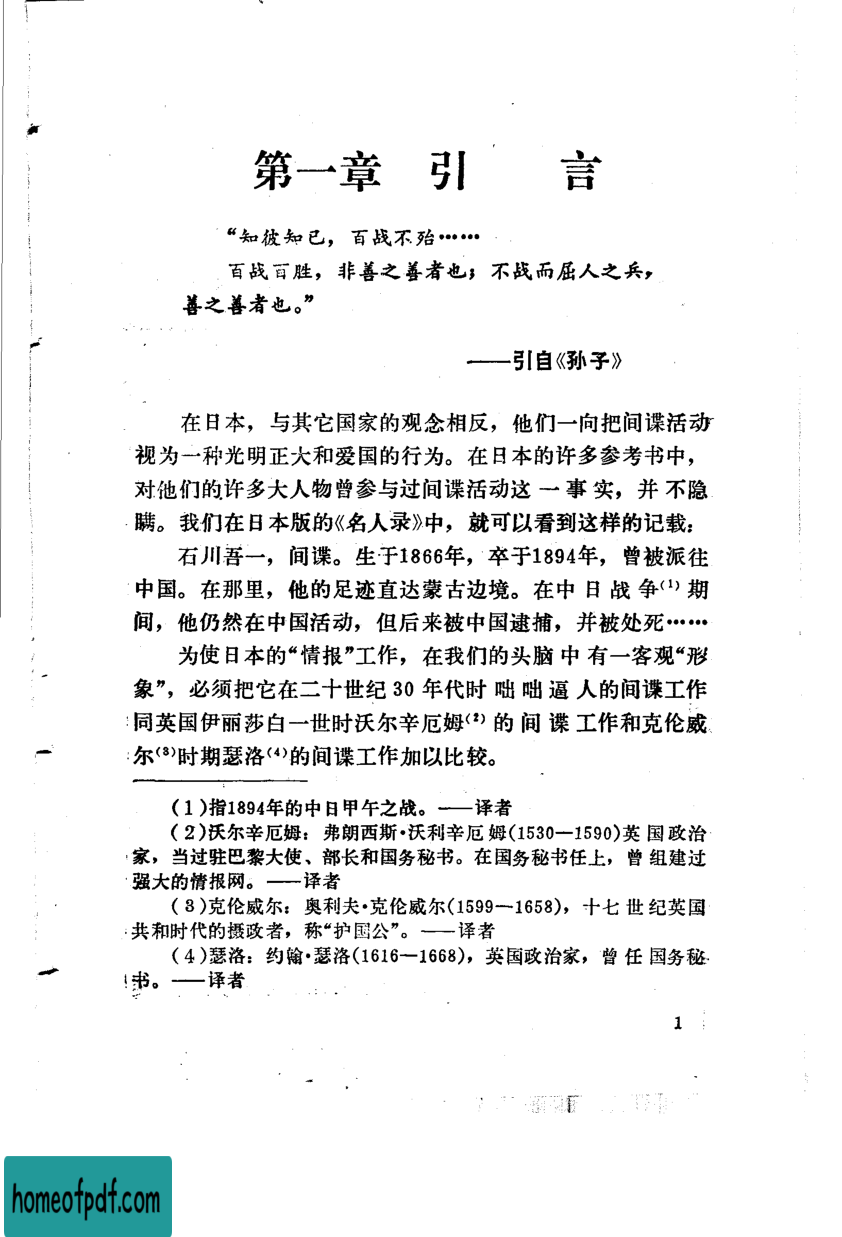 第一章 引 言
“知彼知已，百战不殆……
百战百胜，非善之善者也；不战而屈人之兵，
善之善者也。”
——引自《孙子》
在日本，与其它国家的观念相反，他们一向把间谍活动
视为一种光明正大和爱国的行为。在日本的许多参考书中，
对他们的许多大人物曾参与过间谍活动这一事实，并不隐
瞒。我们在日本版的《名人录》中，就可以看到这样的记载：
石川吾一，间谍。生于1866年，卒于1894年，曾被派往
中国。在那里，他的足迹直达蒙古边境。在中日战争⁽¹⁾期
间，他仍然在中国活动，但后来被中国逮捕，并被处死……
为使日本的“情报”工作，在我们的头脑中有一客观“形
象”，必须把它在二十世纪30年代时咄咄逼人的间谍工作
同英国伊丽莎白一世时沃尔辛厄姆⁽²⁾的间谍工作和克伦威
尔⁽³⁾时期瑟洛⁽⁴⁾的间谍工作加以比较。
(1)指1894年的中日甲午之战。——译者
(2)沃尔辛厄姆：弗朗西斯·沃利辛厄姆(1530—1590)英国政治
家，当过驻巴黎大使、部长和国务秘书。在国务秘书任上，曾组建过
强大的情报网。——译者
(3)克伦威尔：奥利夫·克伦威尔(1599—1658)，十七世纪英国
共和时代的摄政者，称“护国公”。——译者
(4)瑟洛：约翰·瑟洛(1616—1668)，英国政治家，曾任国务秘
书。——译者
1
homeofpdf.com